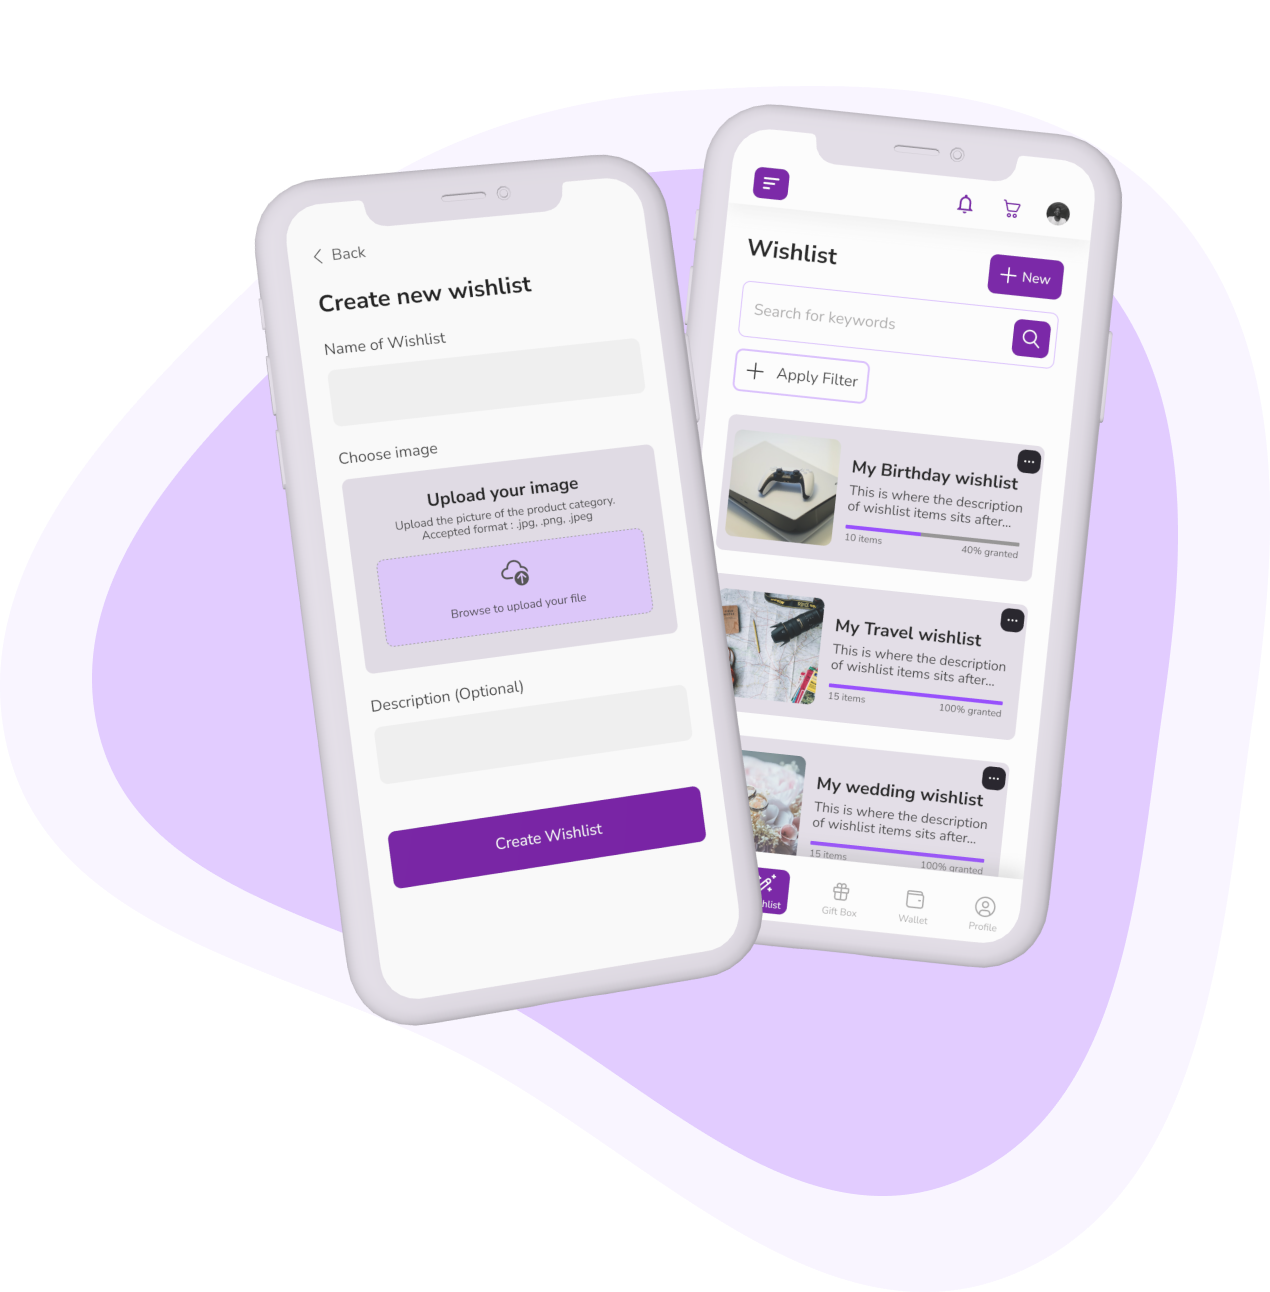 Back
Create new wishlist
Name of Wishlist
Choose image
Upload your image
Upload the picture of the product category.
Accepted format : .jpg, .png, .jpeg
Browse to upload your file
Description (Optional)
Create Wishlist
Wishlist
New
Search for keywords
Apply Filter
My Birthday wishlist
This is where the description
of wishlist items sits after...
10 items
40% granted
My Travel wishlist
This is where the description
of wishlist items sits after...
15 items
100% granted
My wedding wishlist
This is where the description
of wishlist items sits after...
15 items
100% granted
hlist
Gift Box
Wallet
Profile